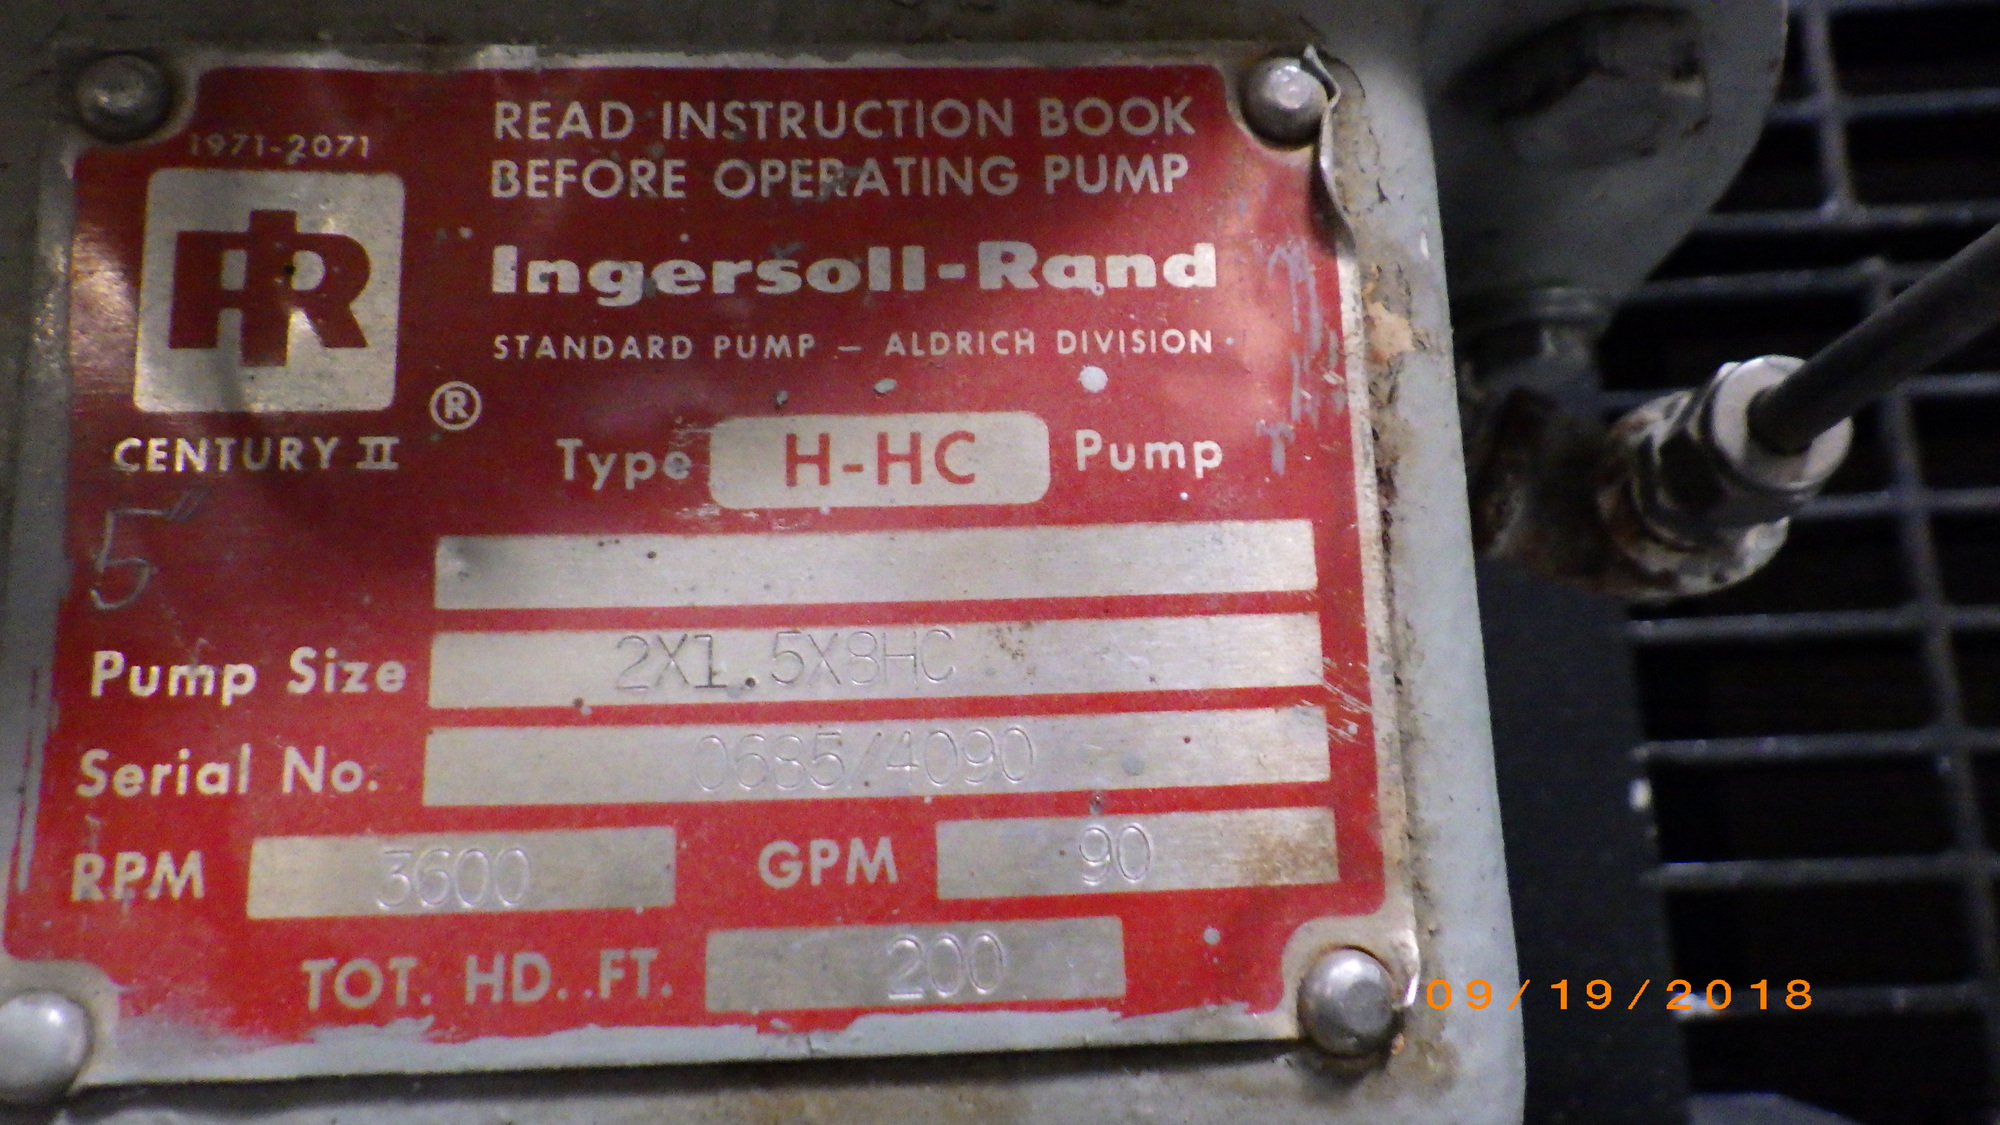 1971-2071
READ INSTRUCTION BOOK
BEFORE OPERATING PUMP
IR
Ingersoll-Rand
STANDARD PUMP – ALDRICH DIVISION
®
CENTURY II
Type H-HC Pump
5"
Pump Size 2X1.5X8HC
Serial No. 0685/4090
RPM 3600 GPM 90
TOT. HD. FT. 200
09/19/2018